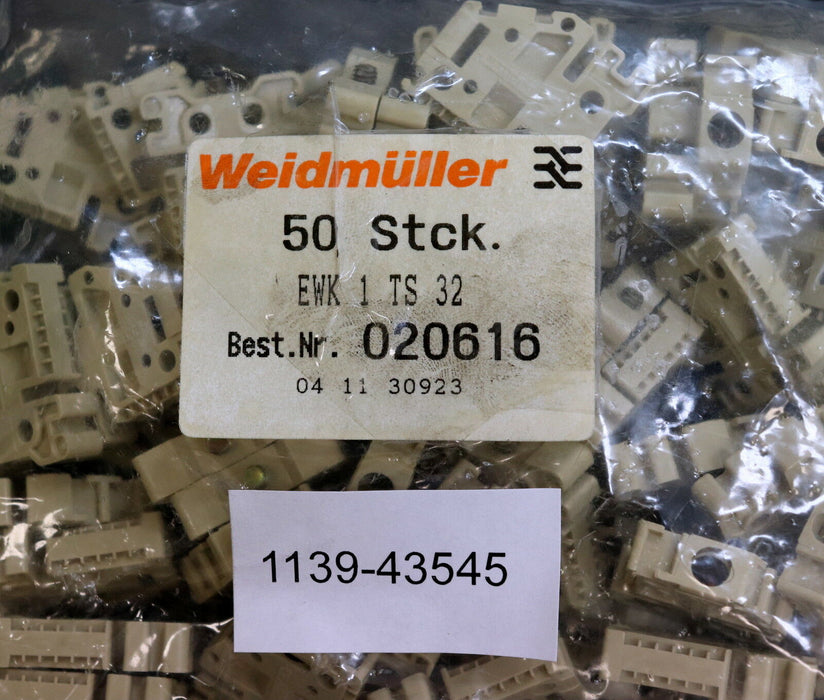 Weidmüller
50 Stck.
EWK 1 TS 32
Best.Nr. 020616
04 11 30923
1139-43545